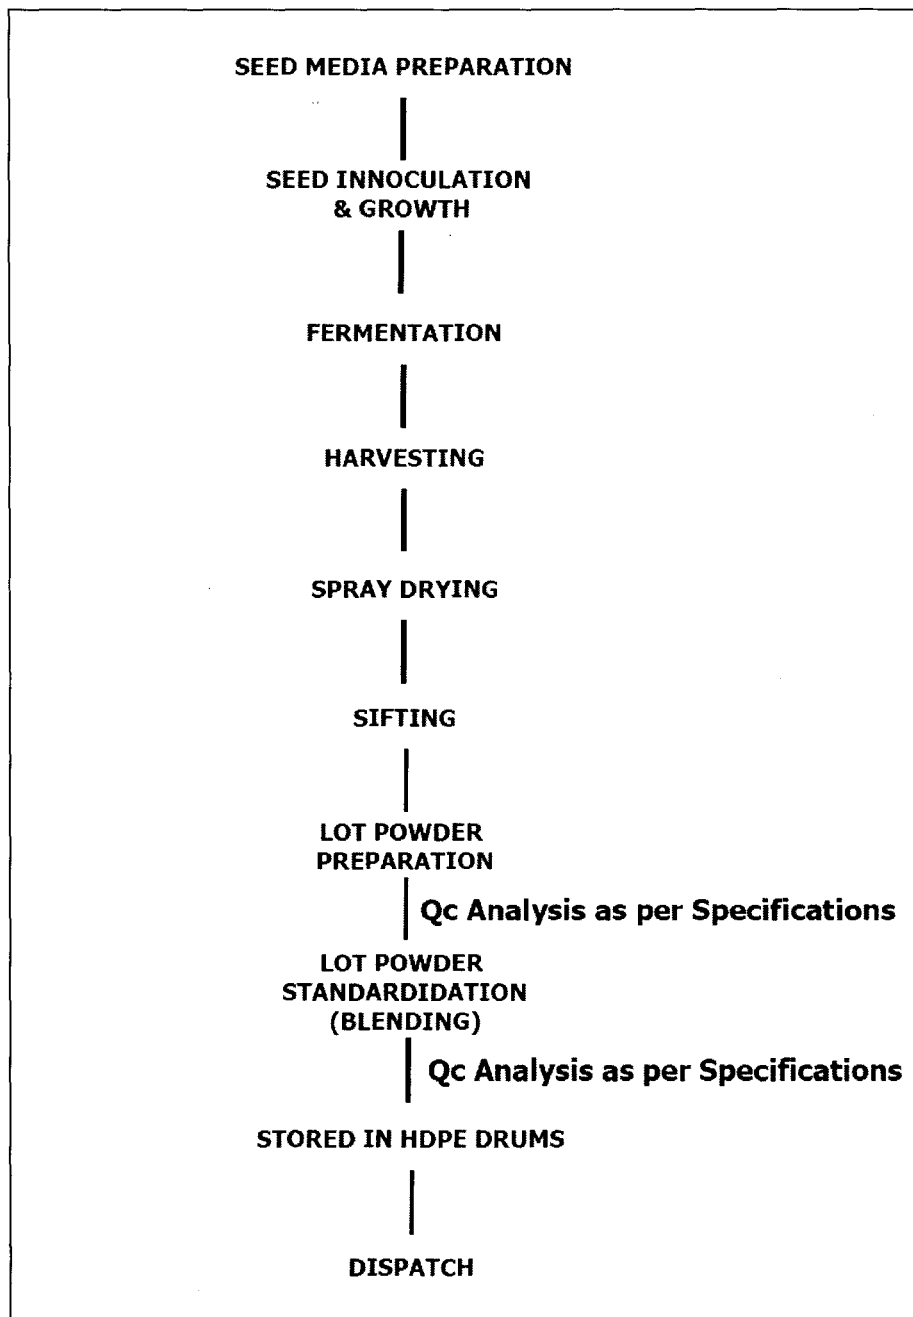 SEED MEDIA PREPARATION
SEED INNOCULATION
& GROWTH
FERMENTATION
HARVESTING
SPRAY DRYING
SIFTING
LOT POWDER
PREPARATION
Qc Analysis as per Specifications
LOT POWDER
STANDARDIDATION
(BLENDING)
Qc Analysis as per Specifications
STORED IN HDPE DRUMS
DISPATCH